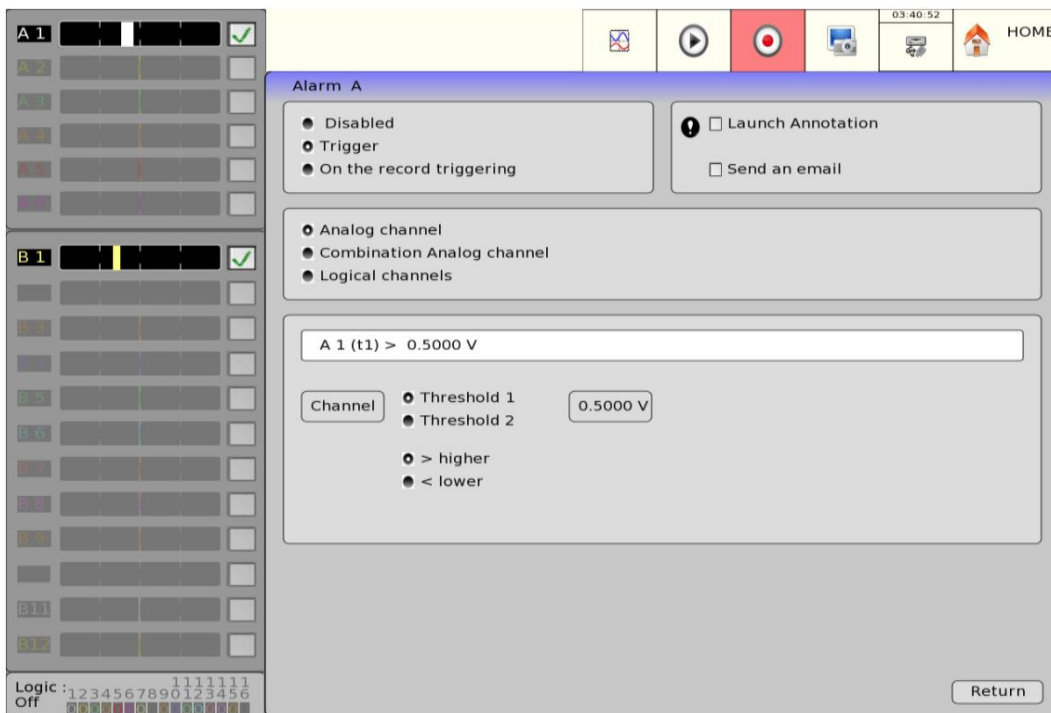 A 1
A 2
A 3
A 4
A 5
A 6
B 1
B 3
B 5
B 6
B 7
B 8
B 9
B11
B12
Logic :
Off
1111111
1234567890123456
03:40:52
HOME
Alarm A
Disabled
Trigger
On the record triggering
Launch Annotation
Send an email
Analog channel
Combination Analog channel
Logical channels
A 1 (t1) > 0.5000 V
Channel
Threshold 1
Threshold 2
0.5000 V
> higher
< lower
Return